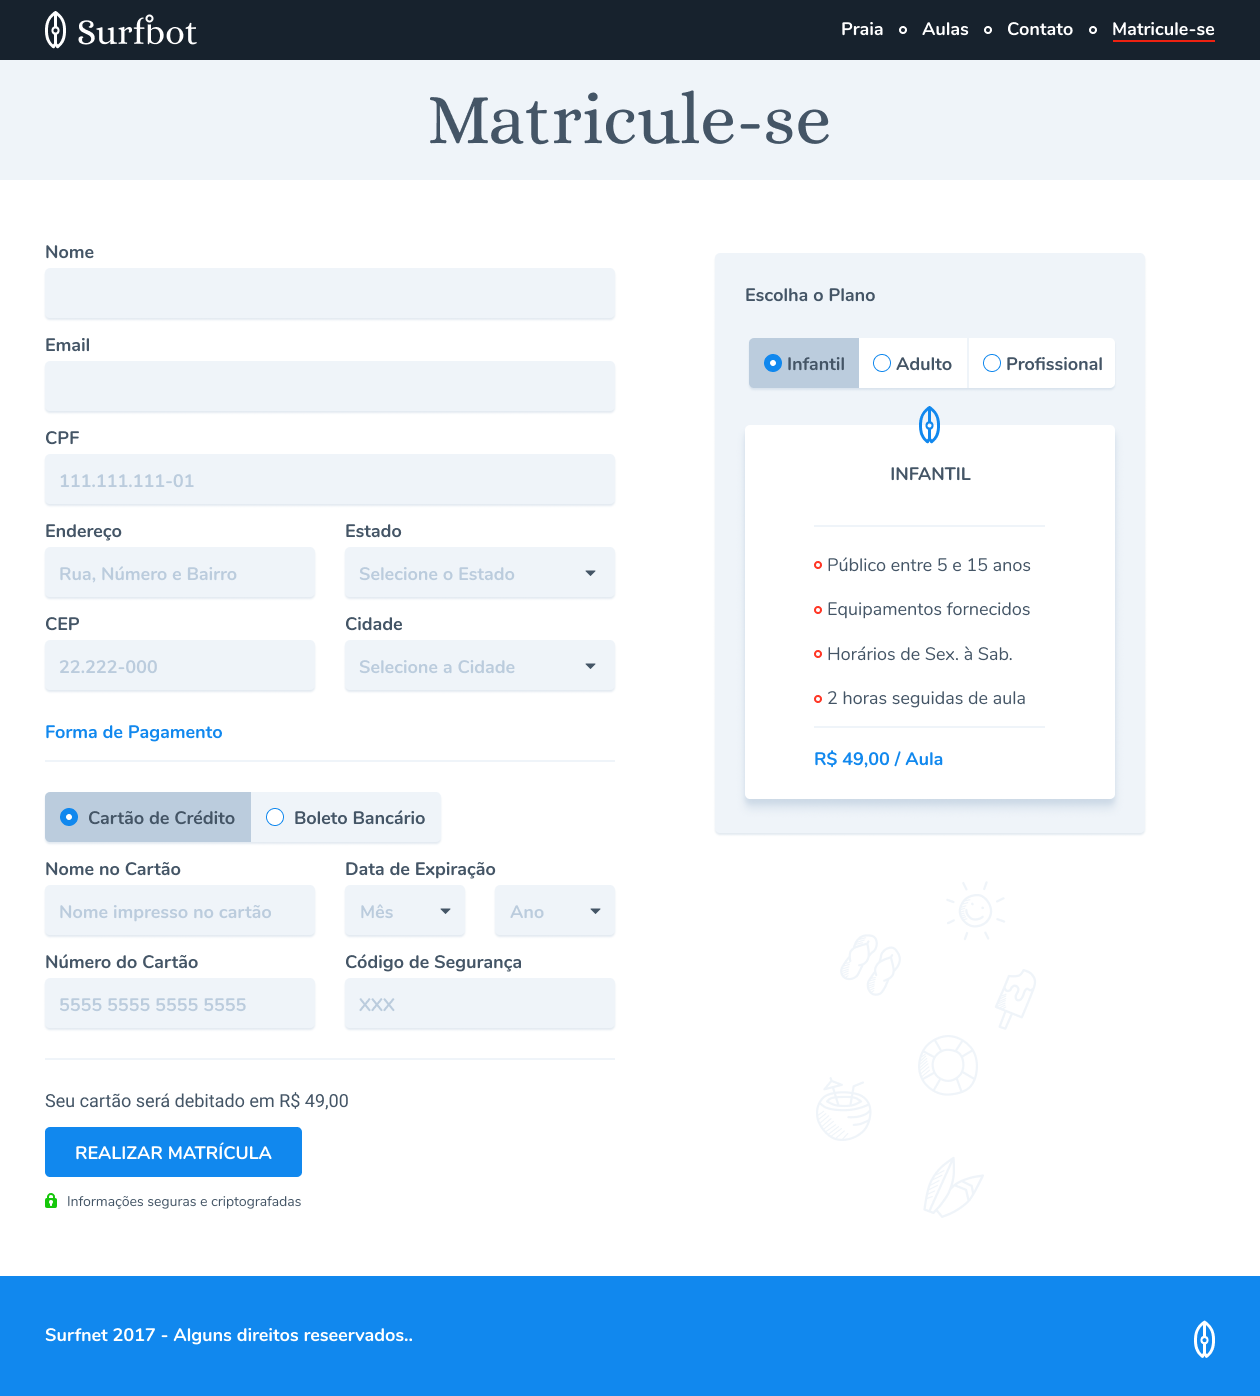 Surfbot
Praia Aulas Contato Matricule-se
Matricule-se
Nome
Email
CPF
111.111.111-01
Endereço Estado
Rua, Número e Bairro Selecione o Estado
CEP Cidade
22.222-000 Selecione a Cidade
Forma de Pagamento
Cartão de Crédito Boleto Bancário
Nome no Cartão Data de Expiração
Nome impresso no cartão Mês Ano
Número do Cartão Código de Segurança
5555 5555 5555 5555 XXX
Seu cartão será debitado em R$ 49,00
REALIZAR MATRÍCULA
Informações seguras e criptografadas
Escolha o Plano
Infantil Adulto Profissional
INFANTIL
Público entre 5 e 15 anos
Equipamentos fornecidos
Horários de Sex. à Sab.
2 horas seguidas de aula
R$ 49,00 / Aula
Surfnet 2017 - Alguns direitos reseervados..